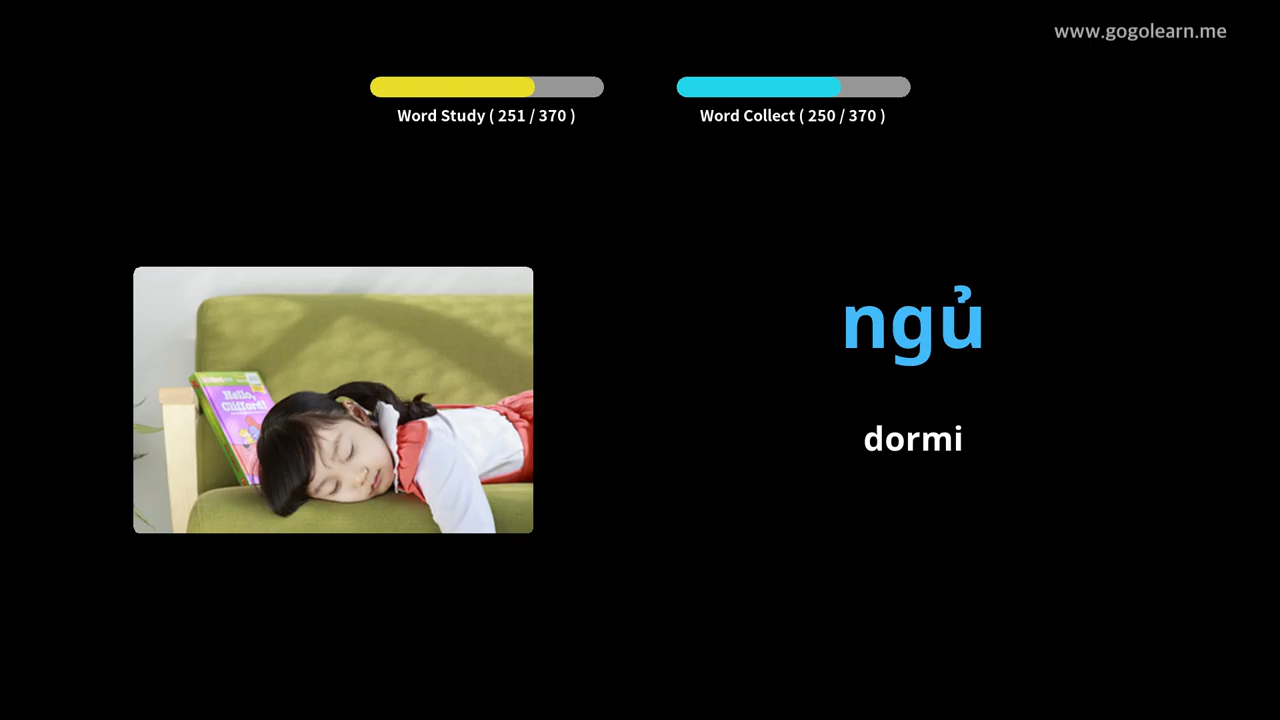 www.gogolearn.me
Word Study ( 251 / 370 )
Word Collect ( 250 / 370 )
Hello,
Clifford!
ngủ
dormi